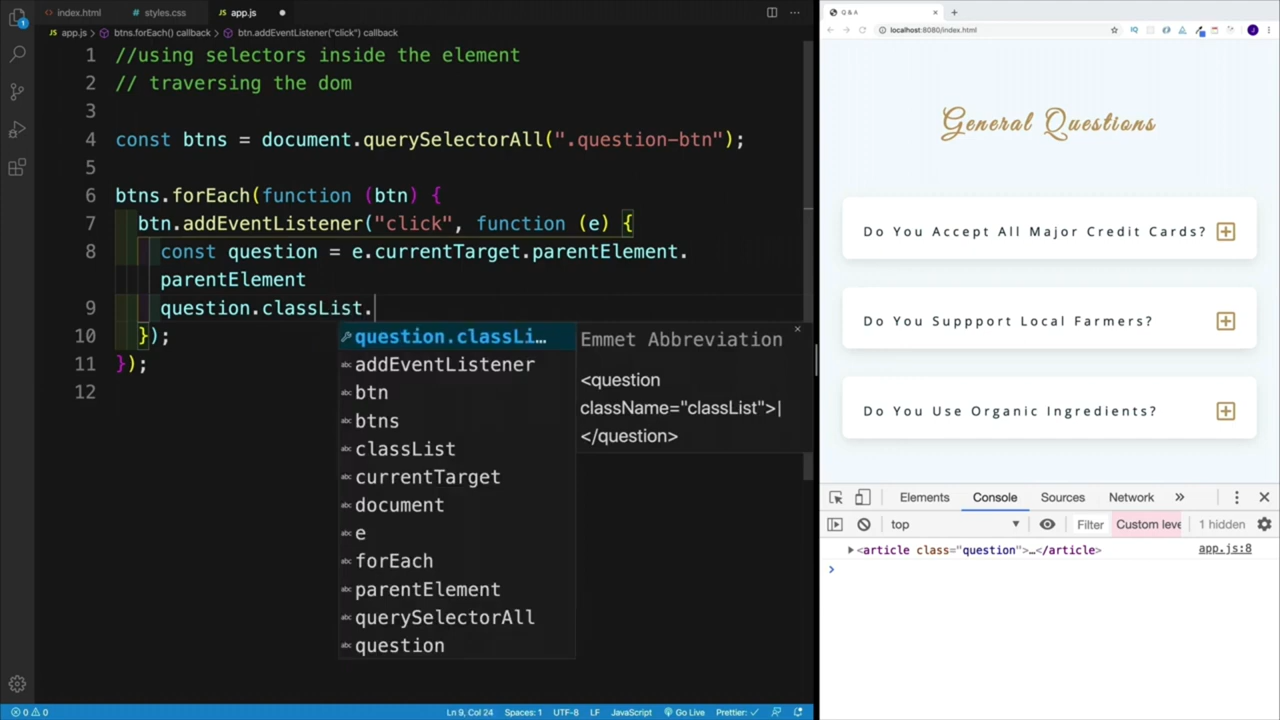 index.html
styles.css
app.js
app.js > btns.forEach() callback > btn.addEventListener("click") callback
1 //using selectors inside the element
2 // traversing the dom
3
4 const btns = document.querySelectorAll(".question-btn");
5
6 btns.forEach(function (btn) {
7 btn.addEventListener("click", function (e) {
8 const question = e.currentTarget.parentElement.
parentElement
9 question.classList.
10 });
11 });
12
question.classLi…
addEventListener
btn
btns
classList
currentTarget
document
e
forEach
parentElement
querySelectorAll
question
Emmet Abbreviation
<question
className="classList">|
</question>
1
0 0
Ln 9, Col 24
Spaces: 1
UTF-8
LF
JavaScript
Go Live
Prettier: ✓
Q & A
localhost:8080/index.html
J
General Questions
Do You Accept All Major Credit Cards?
Do You Suppport Local Farmers?
Do You Use Organic Ingredients?
Elements
Console
Sources
Network
»
top
Filter
Custom leve
1 hidden
<article class="question">…</article>
app.js:8